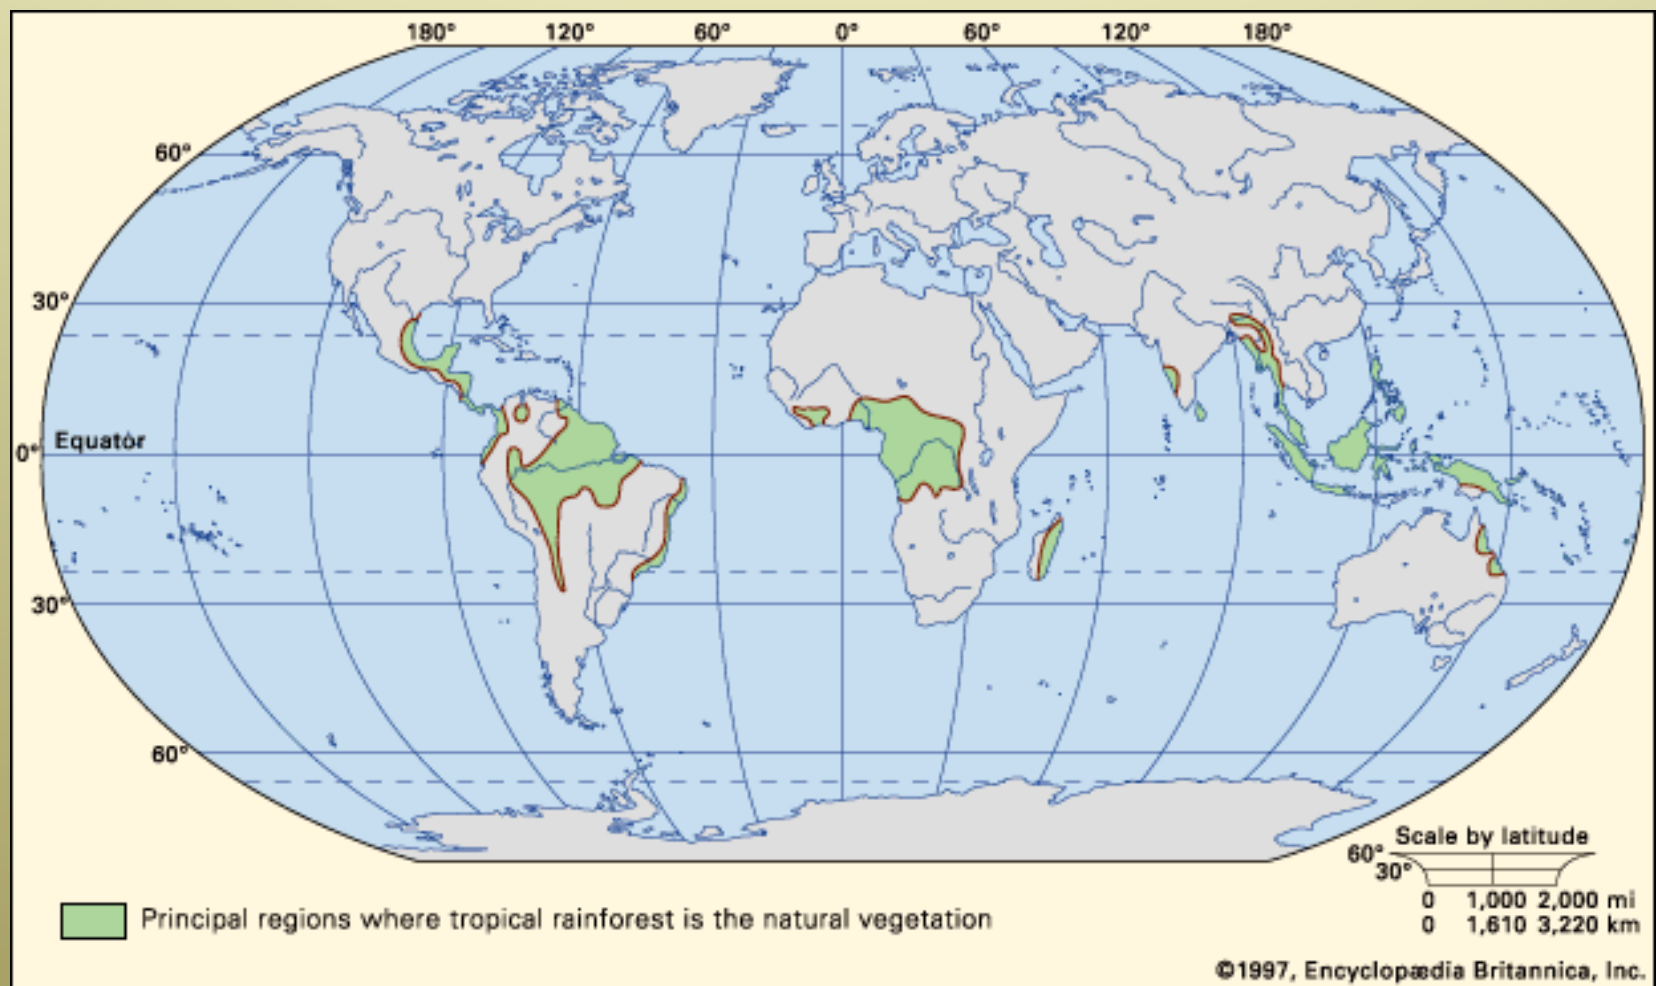 180° 120° 60° 0° 60° 120° 180°
60°
30°
Equator
0°
30°
60°
Scale by latitude
60°
30°
0 1,000 2,000 mi
0 1,610 3,220 km
Principal regions where tropical rainforest is the natural vegetation
©1997, Encyclopædia Britannica, Inc.